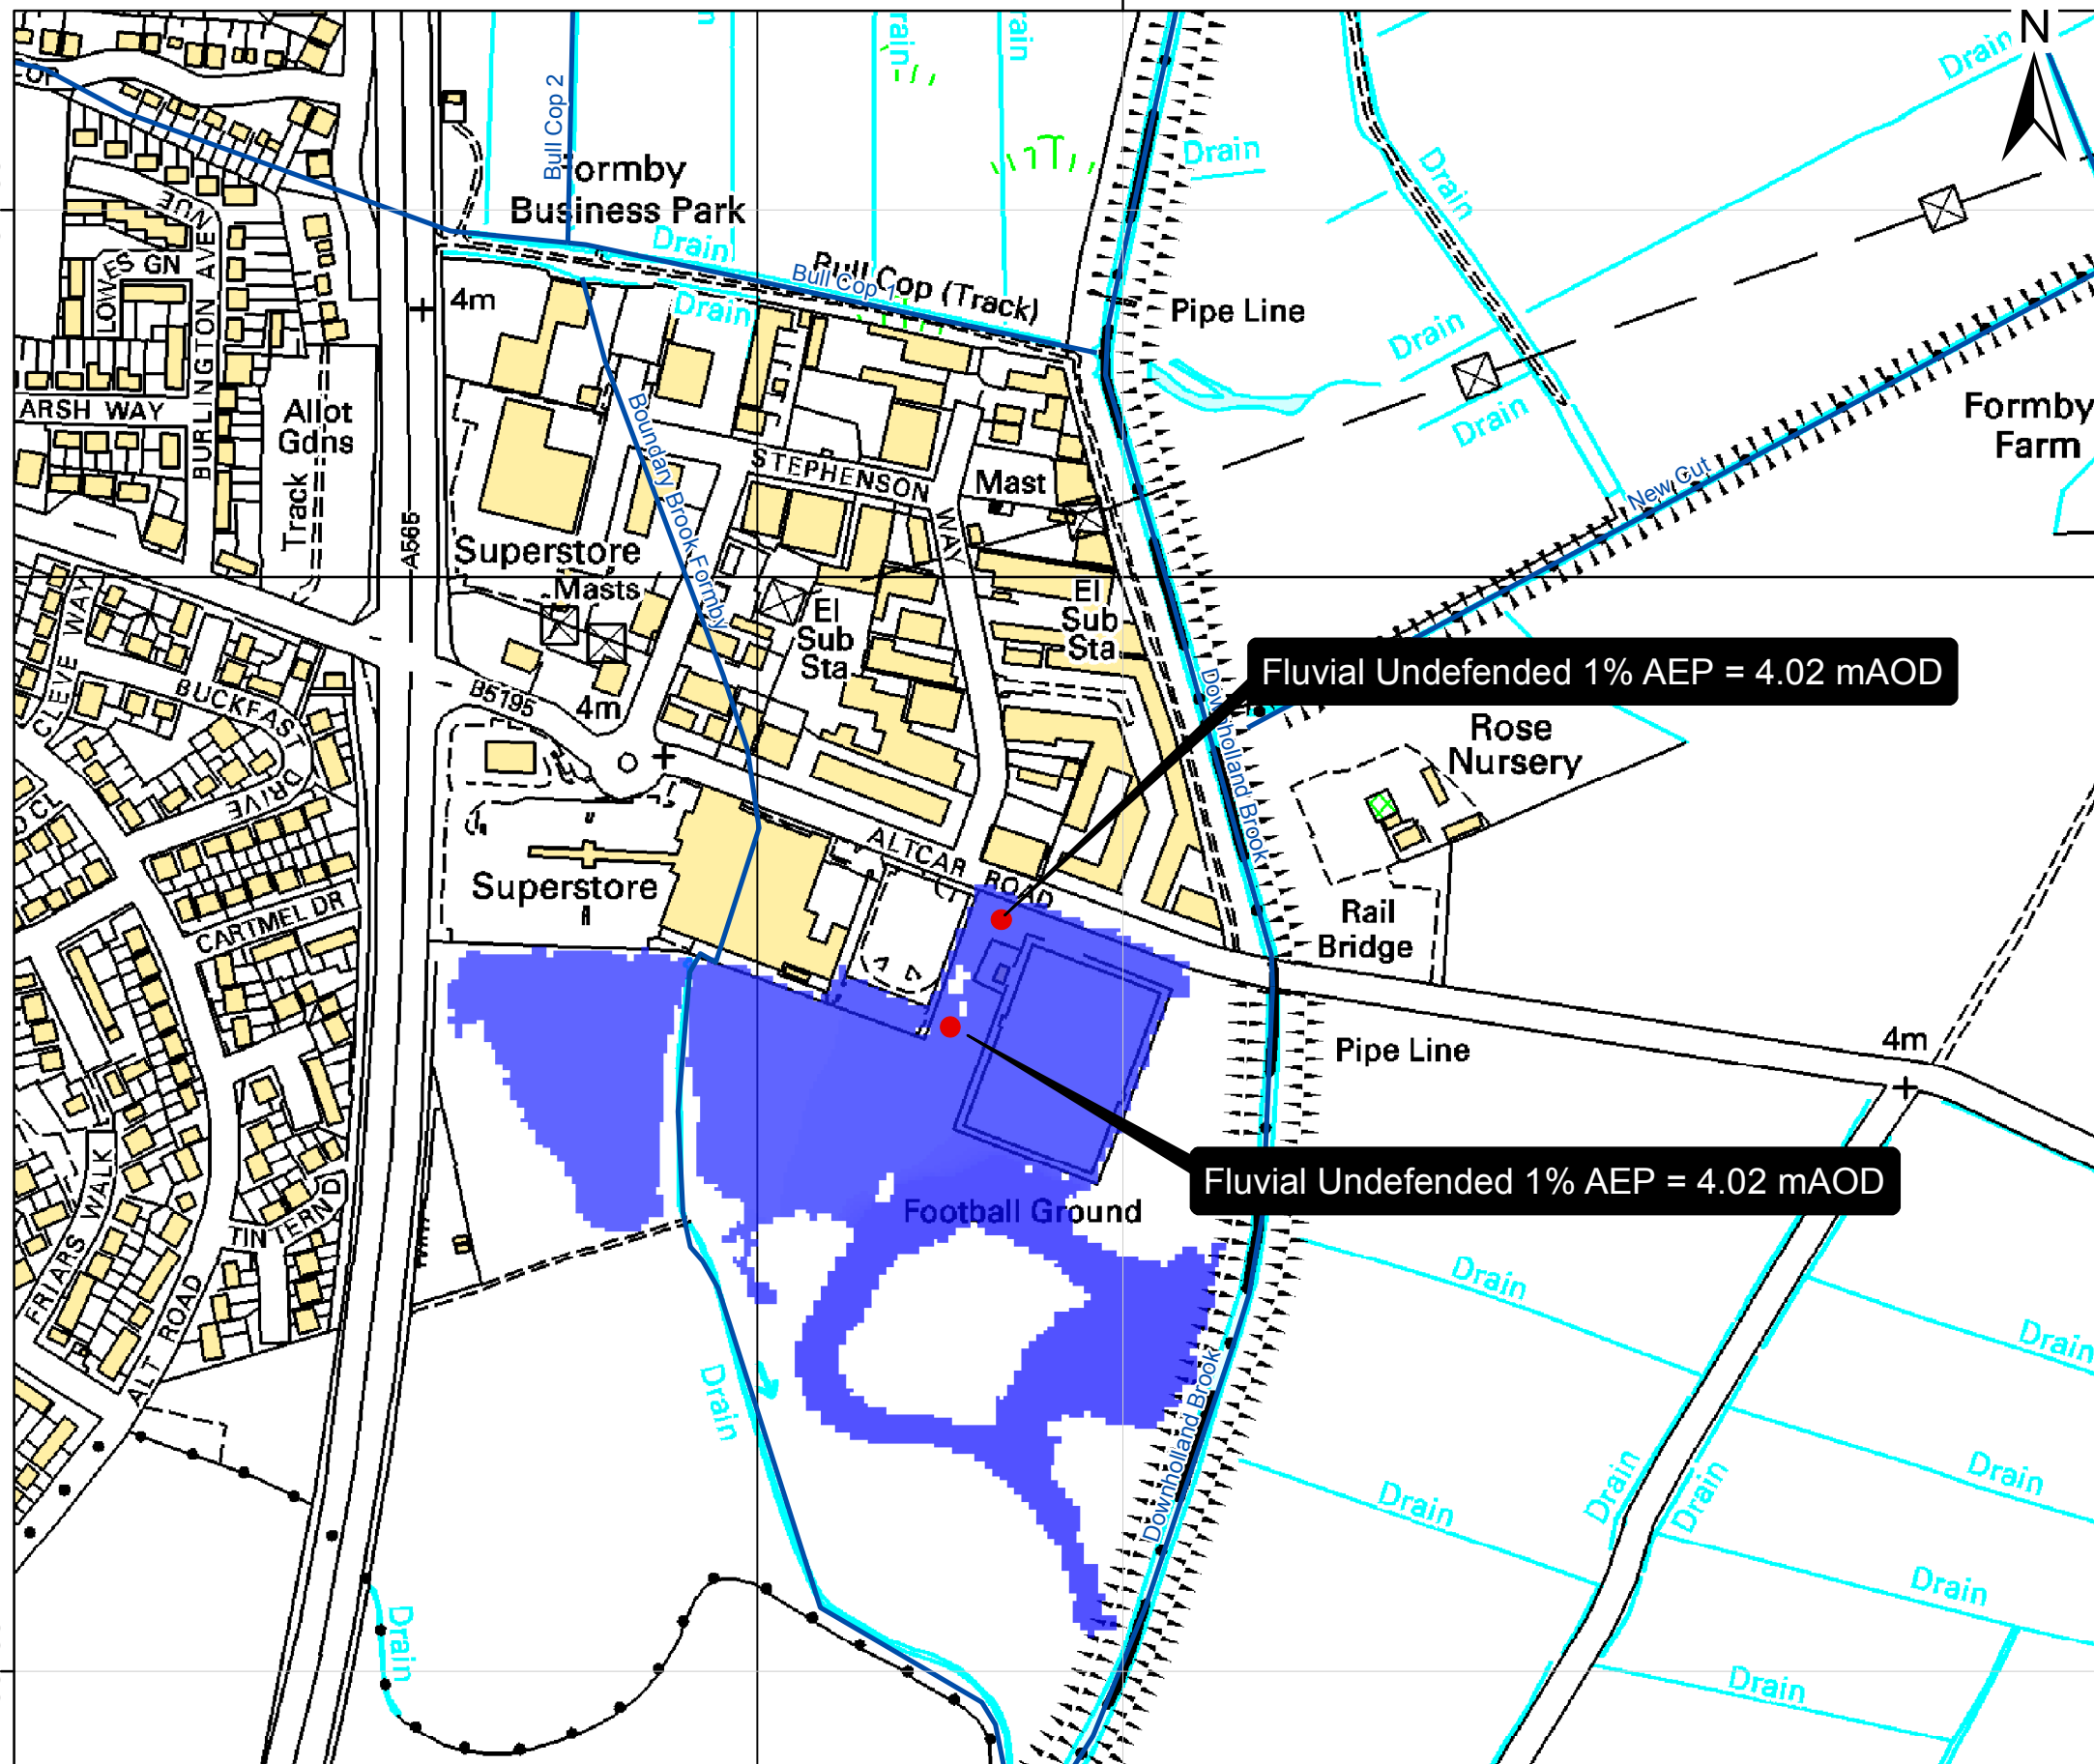 N
Drain
rain
rain
Bull Cop 2
ormby
Business Park
Drain
Drain
Drain
Bull Cop (Track)
Bull Cop 1
Drain
4m
Pipe Line
LOWES GN
BURLINGTON AVENUE
Drain
Drain
ARSH WAY
Allot
Gdns
Track
A565
Boundary Brook Formby
STEPHENSON
WAY
Mast
Formby
Farm
New Cut
Superstore
Masts
El
Sub
Sta
El
Sub
Sta
CLEVE WAY
BUCKFAST
DRIVE
B5195
4m
Fluvial Undefended 1% AEP = 4.02 mAOD
Downholland Brook
Rose
Nursery
ALTCAR ROAD
Superstore
CARTMEL DR
Rail
Bridge
4m
Pipe Line
Fluvial Undefended 1% AEP = 4.02 mAOD
Football Ground
FRIARS WALK
TINTERN D
ALT ROAD
Drain
Drain
Drain
Downholland Brook
Drain
Drain
Drain
Drain
Drain
Drain
Drain